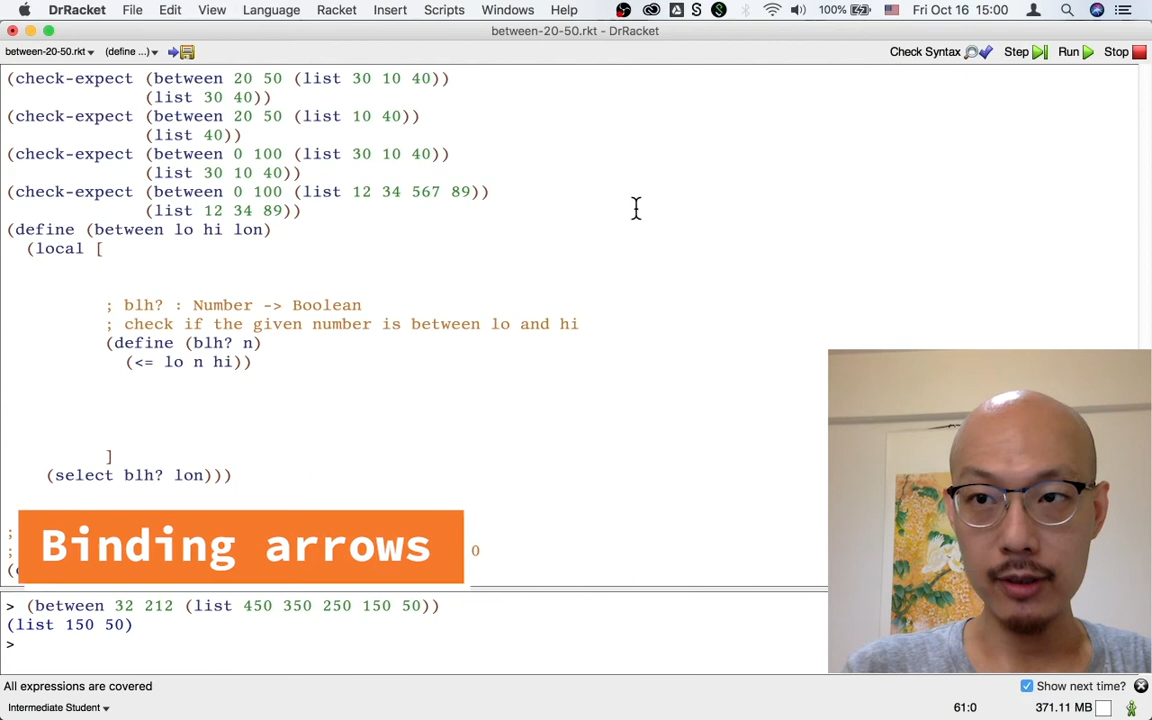 DrRacket File Edit View Language Racket Insert Scripts Windows Help 100% Fri Oct 16 15:00
between-20-50.rkt - DrRacket
between-20-50.rkt (define ...) Check Syntax Step Run Stop
(check-expect (between 20 50 (list 30 10 40))
(list 30 40))
(check-expect (between 20 50 (list 10 40))
(list 40))
(check-expect (between 0 100 (list 30 10 40))
(list 30 10 40))
(check-expect (between 0 100 (list 12 34 567 89))
(list 12 34 89))
(define (between lo hi lon)
(local [
; blh? : Number -> Boolean
; check if the given number is between lo and hi
(define (blh? n)
(<= lo n hi))
]
(select blh? lon)))
;
; 0
Binding arrows
> (between 32 212 (list 450 350 250 150 50))
(list 150 50)
>
All expressions are covered Show next time?
Intermediate Student 61:0 371.11 MB